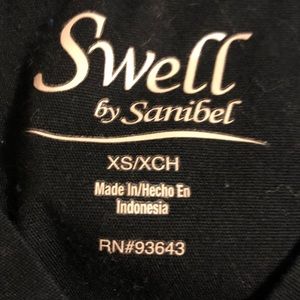 Swell
by Sanibel
XS/XCH
Made In/Hecho En
Indonesia
RN#93643